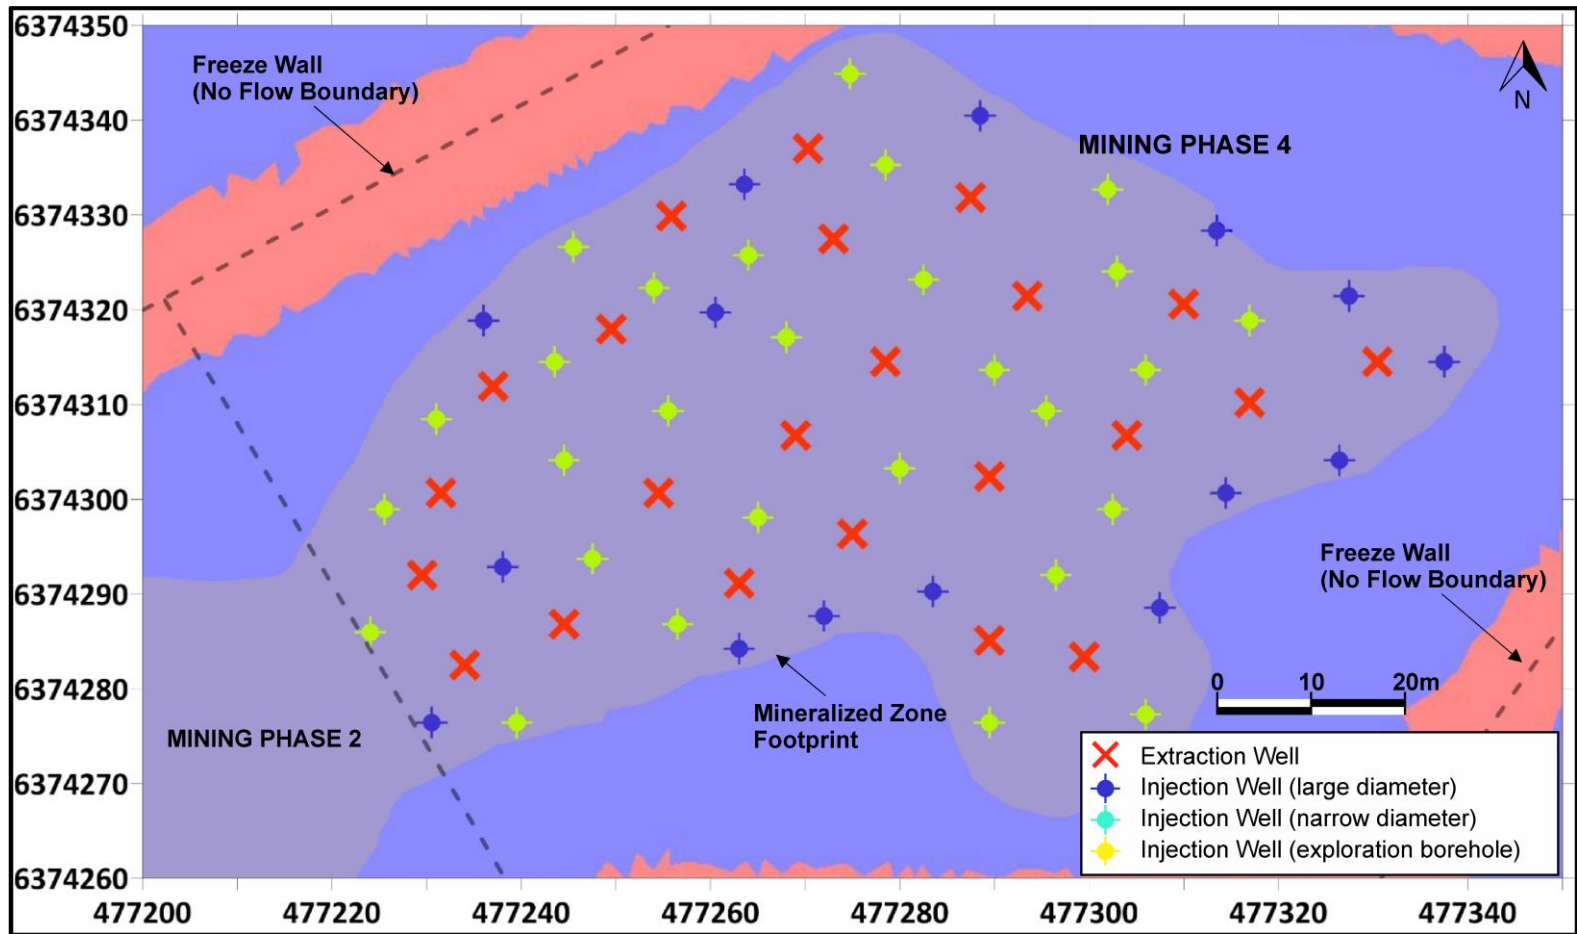 6374350
Freeze Wall
(No Flow Boundary)
N
6374340
MINING PHASE 4
6374330
6374320
6374310
6374300
Freeze Wall
(No Flow Boundary)
6374290
6374280
0 10 20m
Mineralized Zone
Footprint
MINING PHASE 2
Extraction Well
Injection Well (large diameter)
Injection Well (narrow diameter)
Injection Well (exploration borehole)
6374270
6374260
477200 477220 477240 477260 477280 477300 477320 477340